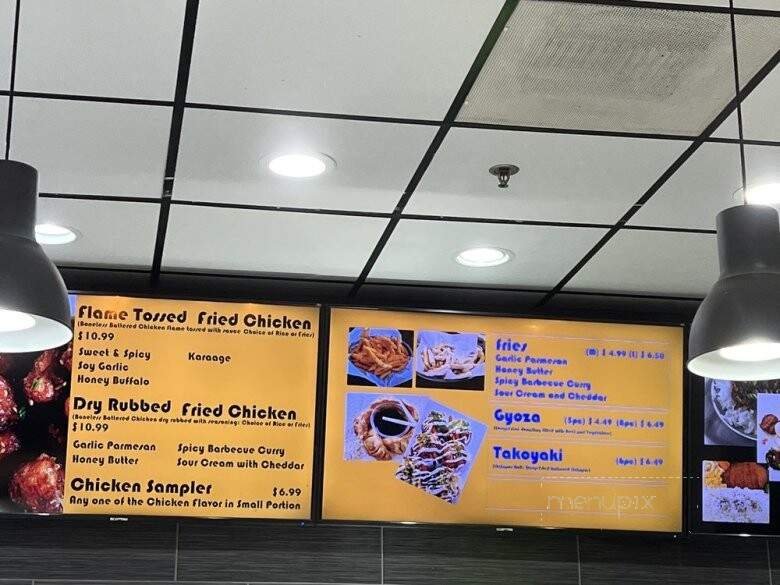 Flame Tossed Fried Chicken
(Boneless Battered Chicken flame tossed with sauce Choice of Rice or Fries)
$10.99
Sweet & Spicy Karaage
Soy Garlic
Honey Buffalo
Dry Rubbed Fried Chicken
(Boneless Battered Chicken dry rubbed with seasoning: Choice of Rice or Fries)
$10.99
Garlic Parmesan Spicy Barbecue Curry
Honey Butter Sour Cream with Cheddar
Chicken Sampler $6.99
Any one of the Chicken Flavor in Small Portion
Fries (M) $ 4.99 (L) $ 6.50
Garlic Parmesan
Honey Butter
Spicy Barbecue Curry
Sour Cream and Cheddar
Gyoza (5pc) $ 4.49 (8pc) $ 6.49
Takoyaki (6pc) $ 6.49
menupix